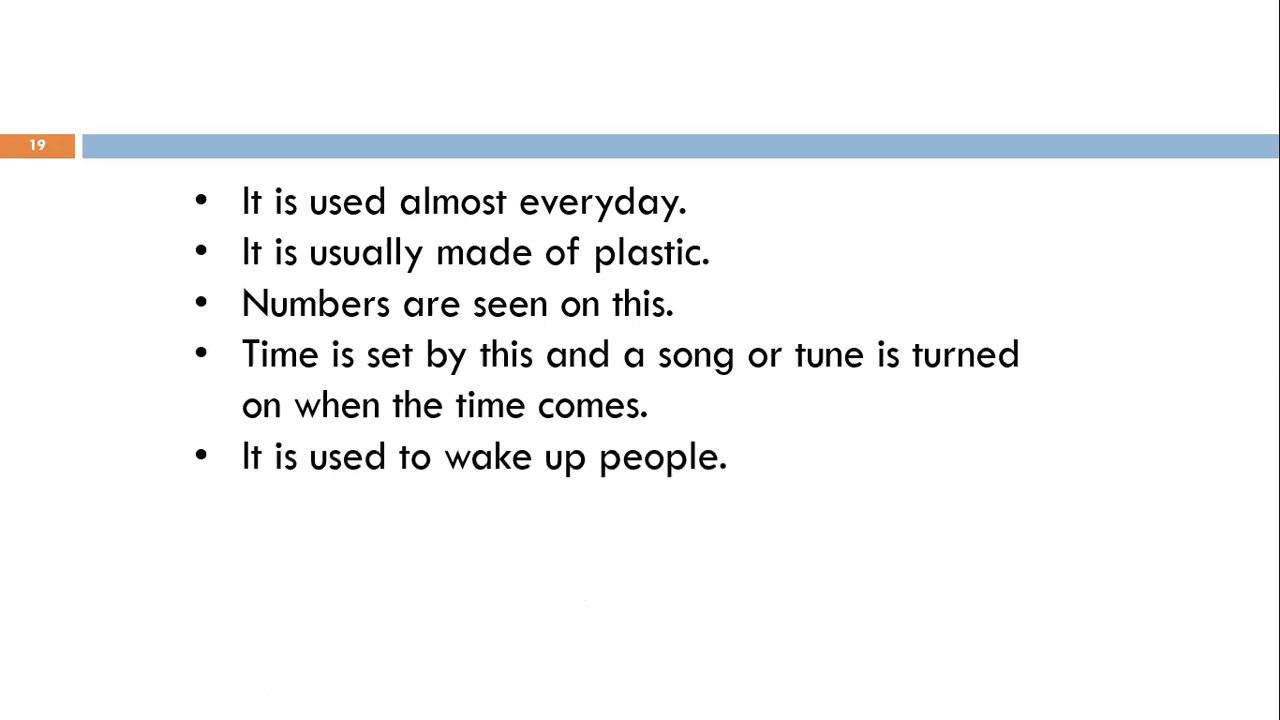 19
• It is used almost everyday.
• It is usually made of plastic.
• Numbers are seen on this.
• Time is set by this and a song or tune is turned
on when the time comes.
• It is used to wake up people.